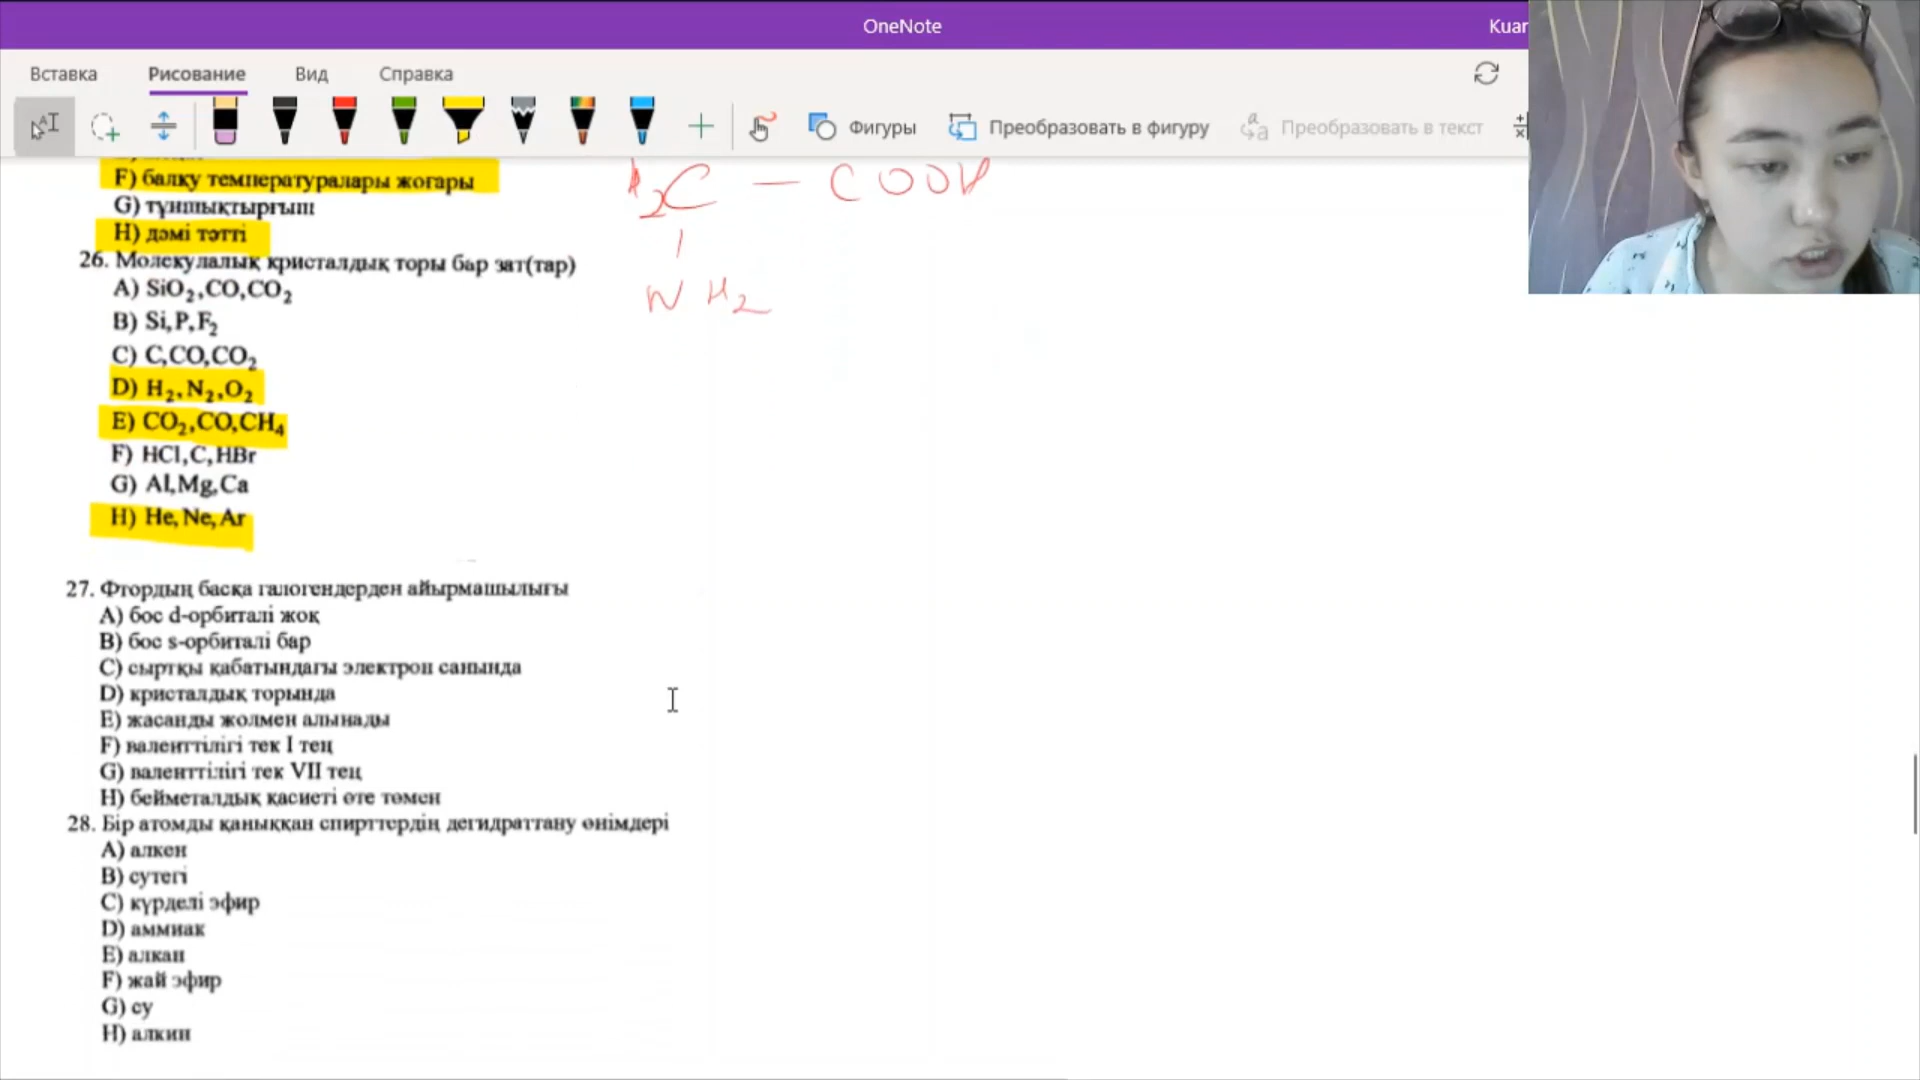 OneNote
Kuan
Вставка
Рисование
Вид
Справка
Фигуры
Преобразовать в фигуру
Преобразовать в текст
F) балқу температуралары жоғары
G) тұншықтырғыш
H) дәмі тәтті
26. Молекулалық кристалдық торы бар зат(тар)
A) SiO₂,CO,CO₂
B) Si,P,F₂
C) C,CO,CO₂
D) H₂,N₂,O₂
E) CO₂,CO,CH₄
F) HCl,C,HBr
G) Al,Mg,Ca
H) He,Ne,Ar
H₂C — COOH
|
NH₂
27. Фтордың басқа галогендерден айырмашылығы
A) бос d-орбиталі жоқ
B) бос s-орбиталі бар
C) сыртқы қабатындағы электрон санында
D) кристалдық торында
E) жасанды жолмен алынады
F) валенттілігі тек I тең
G) валенттілігі тек VII тең
H) бейметалдық қасиеті өте төмен
28. Бір атомды қаныққан спирттердің дегидраттану өнімдері
A) алкен
B) сутегі
C) күрделі эфир
D) аммиак
E) алкан
F) жай эфир
G) су
H) алкин